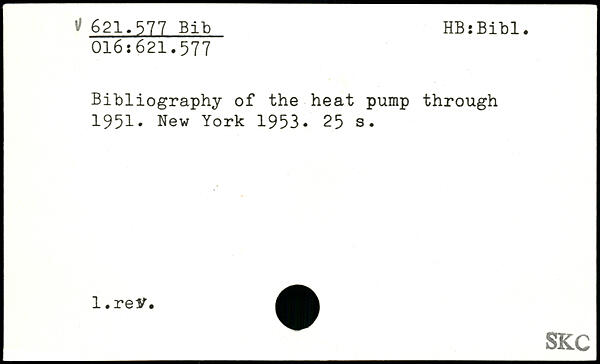 V 621.577 Bib HB:Bibl.
016:621.577
Bibliography of the heat pump through
1951. New York 1953. 25 s.
1.rev.
SKC